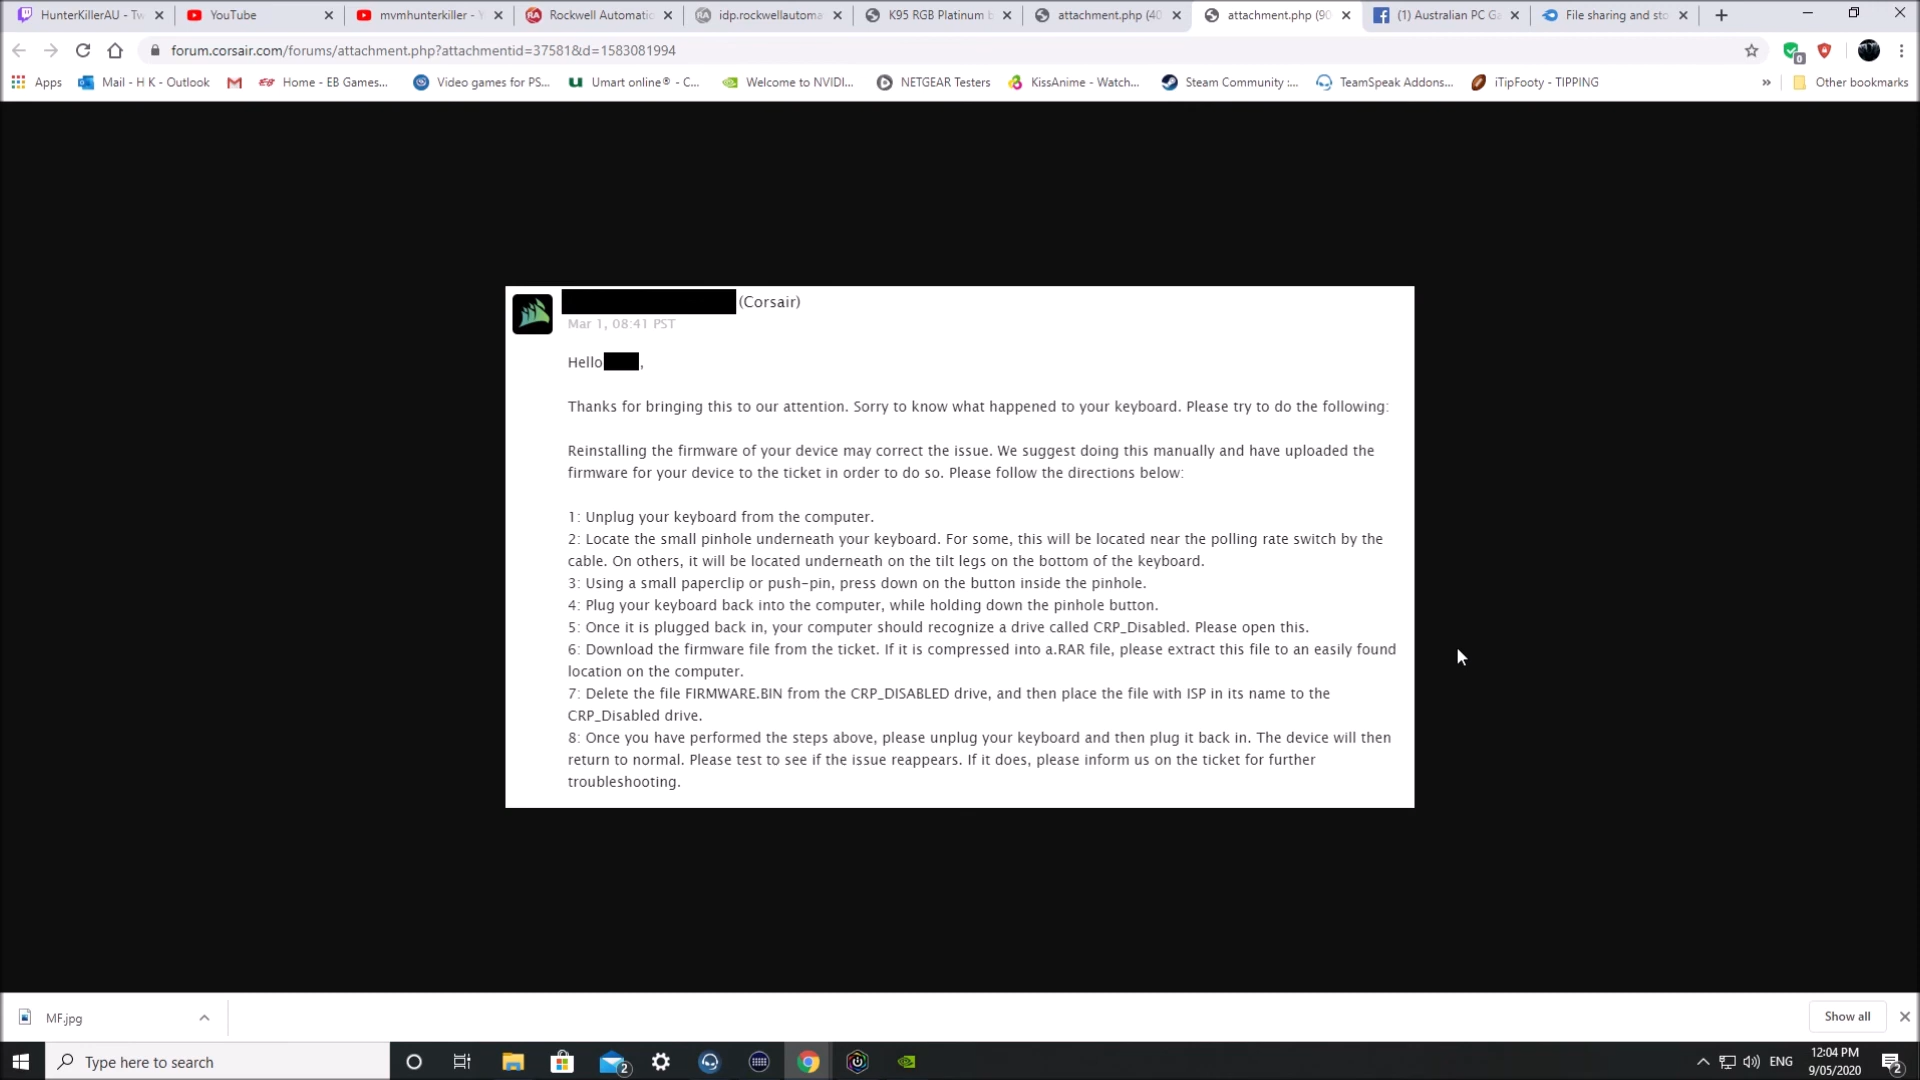 HunterKillerAU - Tw
YouTube
mvmhunterkiller - Y
Rockwell Automatio
idp.rockwellautoma
K95 RGB Platinum b
attachment.php (40
attachment.php (90
(1) Australian PC Ga
File sharing and sto
forum.corsair.com/forums/attachment.php?attachmentid=37581&d=1583081994
0
Apps
Mail - H K - Outlook
Home - EB Games...
Video games for PS...
Umart online® - C...
Welcome to NVIDI...
NETGEAR Testers
KissAnime - Watch...
Steam Community :...
TeamSpeak Addons...
iTipFooty - TIPPING
»
Other bookmarks
(Corsair)
Mar 1, 08:41 PST
Hello ,
Thanks for bringing this to our attention. Sorry to know what happened to your keyboard. Please try to do the following:
Reinstalling the firmware of your device may correct the issue. We suggest doing this manually and have uploaded the
firmware for your device to the ticket in order to do so. Please follow the directions below:
1: Unplug your keyboard from the computer.
2: Locate the small pinhole underneath your keyboard. For some, this will be located near the polling rate switch by the
cable. On others, it will be located underneath on the tilt legs on the bottom of the keyboard.
3: Using a small paperclip or push-pin, press down on the button inside the pinhole.
4: Plug your keyboard back into the computer, while holding down the pinhole button.
5: Once it is plugged back in, your computer should recognize a drive called CRP_Disabled. Please open this.
6: Download the firmware file from the ticket. If it is compressed into a.RAR file, please extract this file to an easily found
location on the computer.
7: Delete the file FIRMWARE.BIN from the CRP_DISABLED drive, and then place the file with ISP in its name to the
CRP_Disabled drive.
8: Once you have performed the steps above, please unplug your keyboard and then plug it back in. The device will then
return to normal. Please test to see if the issue reappears. If it does, please inform us on the ticket for further
troubleshooting.
MF.jpg
Show all
Type here to search
2
ENG
12:04 PM
9/05/2020
2